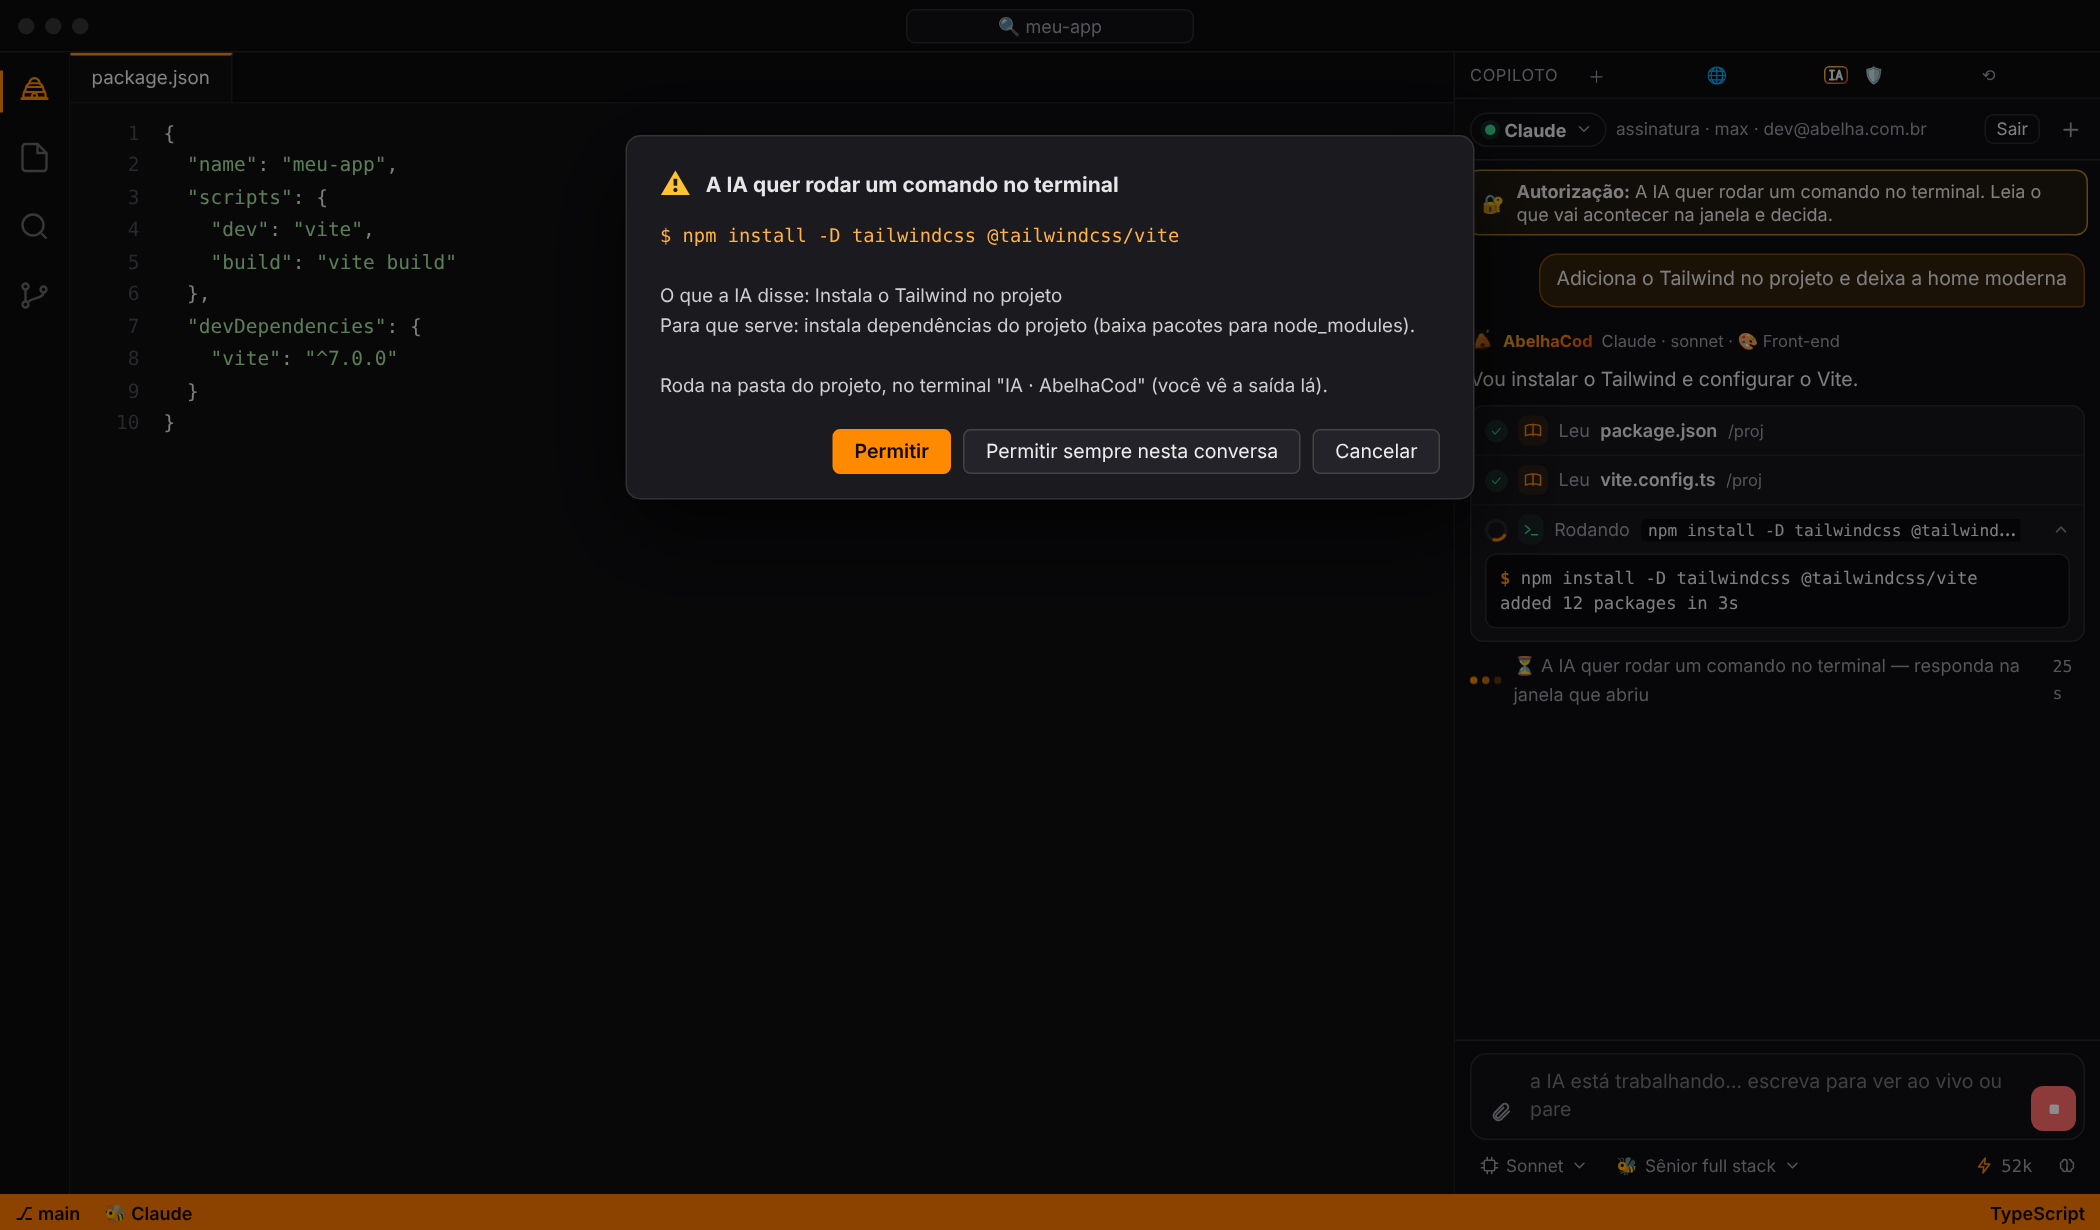 🔍 meu-app
package.json
1 {
2 "name": "meu-app",
3 "scripts": {
4 "dev": "vite",
5 "build": "vite build"
6 },
7 "devDependencies": {
8 "vite": "^7.0.0"
9 }
10 }
A IA quer rodar um comando no terminal
$ npm install -D tailwindcss @tailwindcss/vite
O que a IA disse: Instala o Tailwind no projeto
Para que serve: instala dependências do projeto (baixa pacotes para node_modules).
Roda na pasta do projeto, no terminal "IA · AbelhaCod" (você vê a saída lá).
Permitir Permitir sempre nesta conversa Cancelar
COPILOTO + IA
Claude assinatura · max · dev@abelha.com.br Sair +
Autorização: A IA quer rodar um comando no terminal. Leia o
que vai acontecer na janela e decida.
Adiciona o Tailwind no projeto e deixa a home moderna
AbelhaCod Claude · sonnet · 🎨 Front-end
Vou instalar o Tailwind e configurar o Vite.
Leu package.json /proj
Leu vite.config.ts /proj
Rodando npm install -D tailwindcss @tailwind...
$ npm install -D tailwindcss @tailwindcss/vite
added 12 packages in 3s
⏳ A IA quer rodar um comando no terminal — responda na
janela que abriu
25
s
a IA está trabalhando... escreva para ver ao vivo ou
pare
Sonnet Sênior full stack 52k
main Claude TypeScript